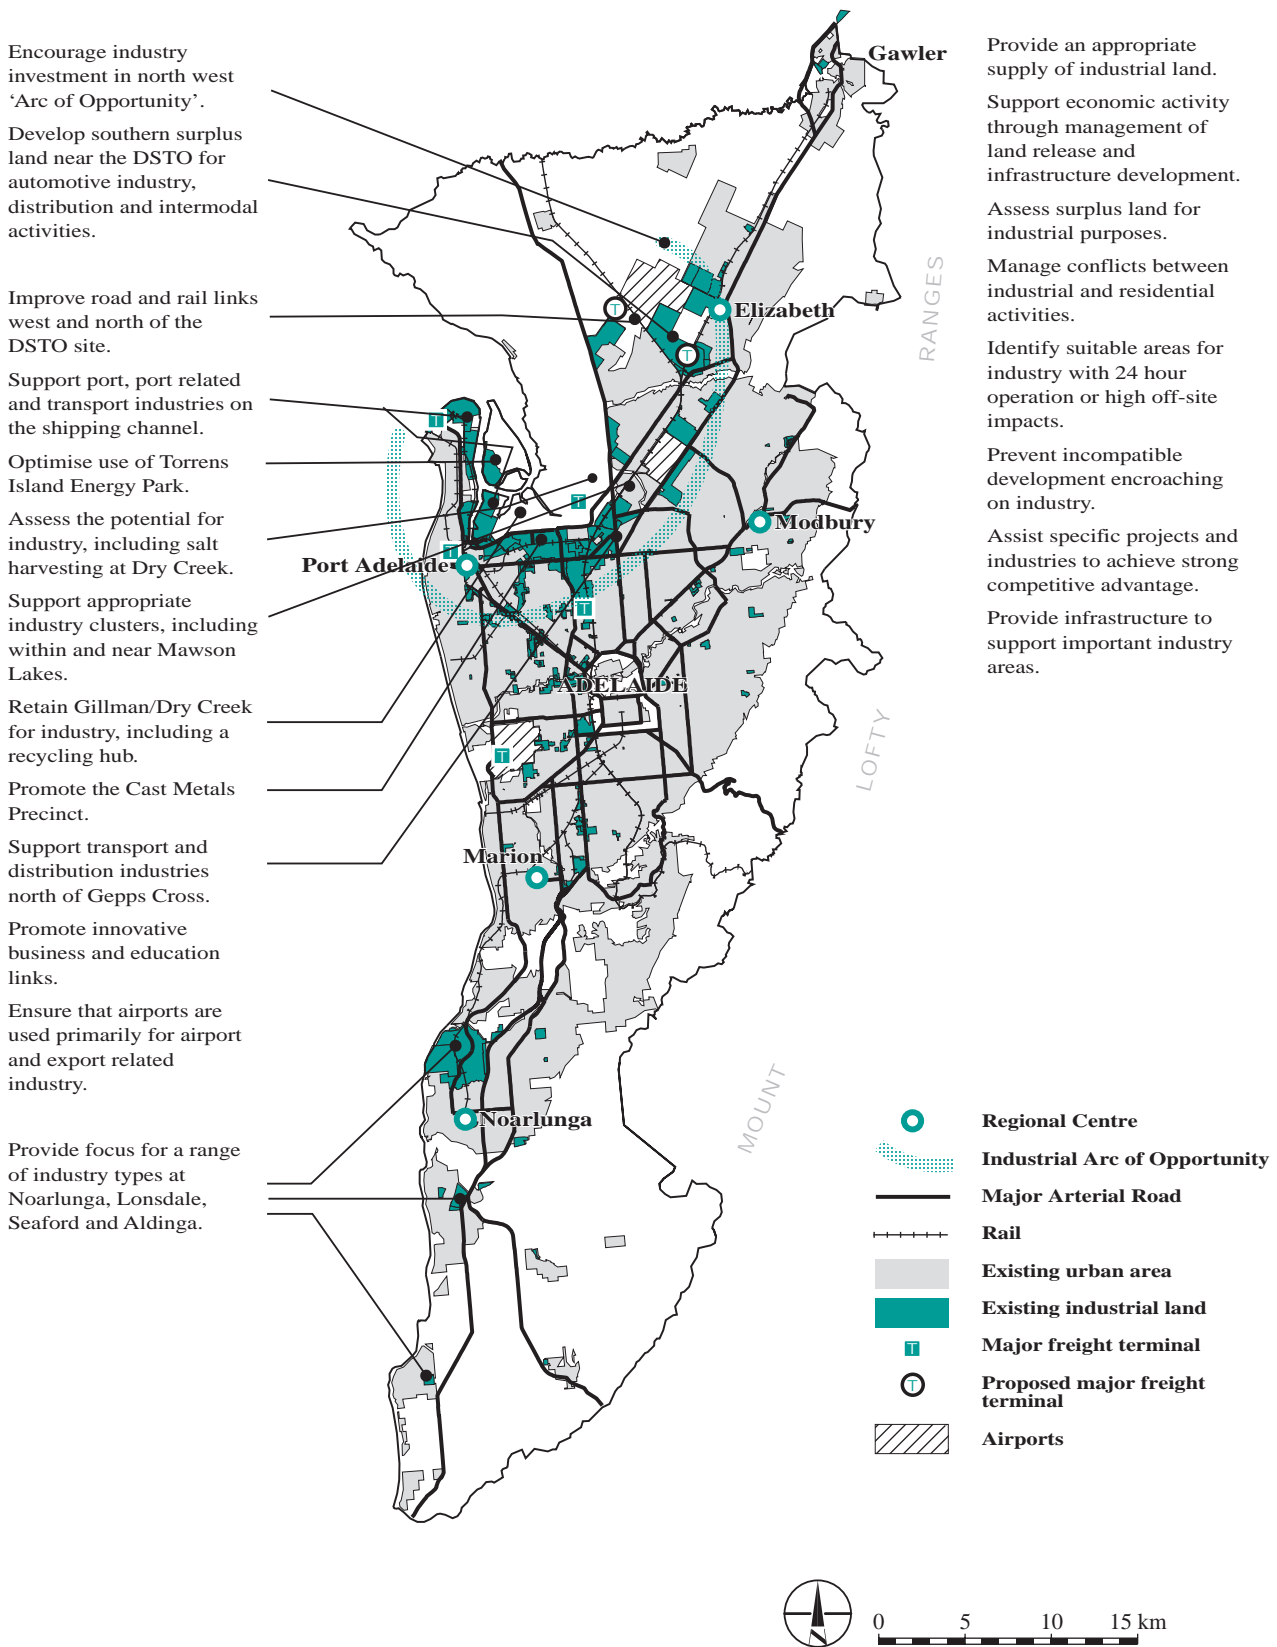 Encourage industry
investment in north west
‘Arc of Opportunity’.
Develop southern surplus
land near the DSTO for
automotive industry,
distribution and intermodal
activities.
Improve road and rail links
west and north of the
DSTO site.
Support port, port related
and transport industries on
the shipping channel.
Optimise use of Torrens
Island Energy Park.
Assess the potential for
industry, including salt
harvesting at Dry Creek.
Support appropriate
industry clusters, including
within and near Mawson
Lakes.
Retain Gillman/Dry Creek
for industry, including a
recycling hub.
Promote the Cast Metals
Precinct.
Support transport and
distribution industries
north of Gepps Cross.
Promote innovative
business and education
links.
Ensure that airports are
used primarily for airport
and export related
industry.
Provide focus for a range
of industry types at
Noarlunga, Lonsdale,
Seaford and Aldinga.
Gawler
Elizabeth
Modbury
Port Adelaide
ADELAIDE
Marion
Noarlunga
T
T
T
T
T
T
T
RANGES
LOFTY
MOUNT
Provide an appropriate
supply of industrial land.
Support economic activity
through management of
land release and
infrastructure development.
Assess surplus land for
industrial purposes.
Manage conflicts between
industrial and residential
activities.
Identify suitable areas for
industry with 24 hour
operation or high off-site
impacts.
Prevent incompatible
development encroaching
on industry.
Assist specific projects and
industries to achieve strong
competitive advantage.
Provide infrastructure to
support important industry
areas.
Regional Centre
Industrial Arc of Opportunity
Major Arterial Road
Rail
Existing urban area
Existing industrial land
T Major freight terminal
T Proposed major freight
terminal
Airports
N
0 5 10 15 km